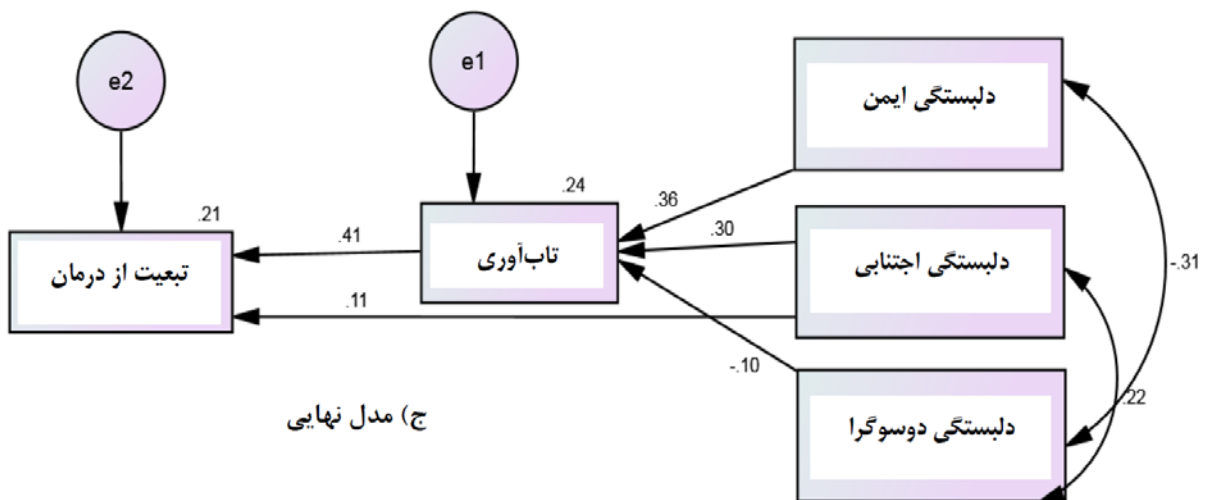 e2
e1
دلبستگی ایمن
.24
.36
.21
.30
.41
تاب‌آوری
دلبستگی اجتنابی
-.31
تبعیت از درمان
.11
-.10
.22
ج) مدل نهایی
دلبستگی دوسوگرا